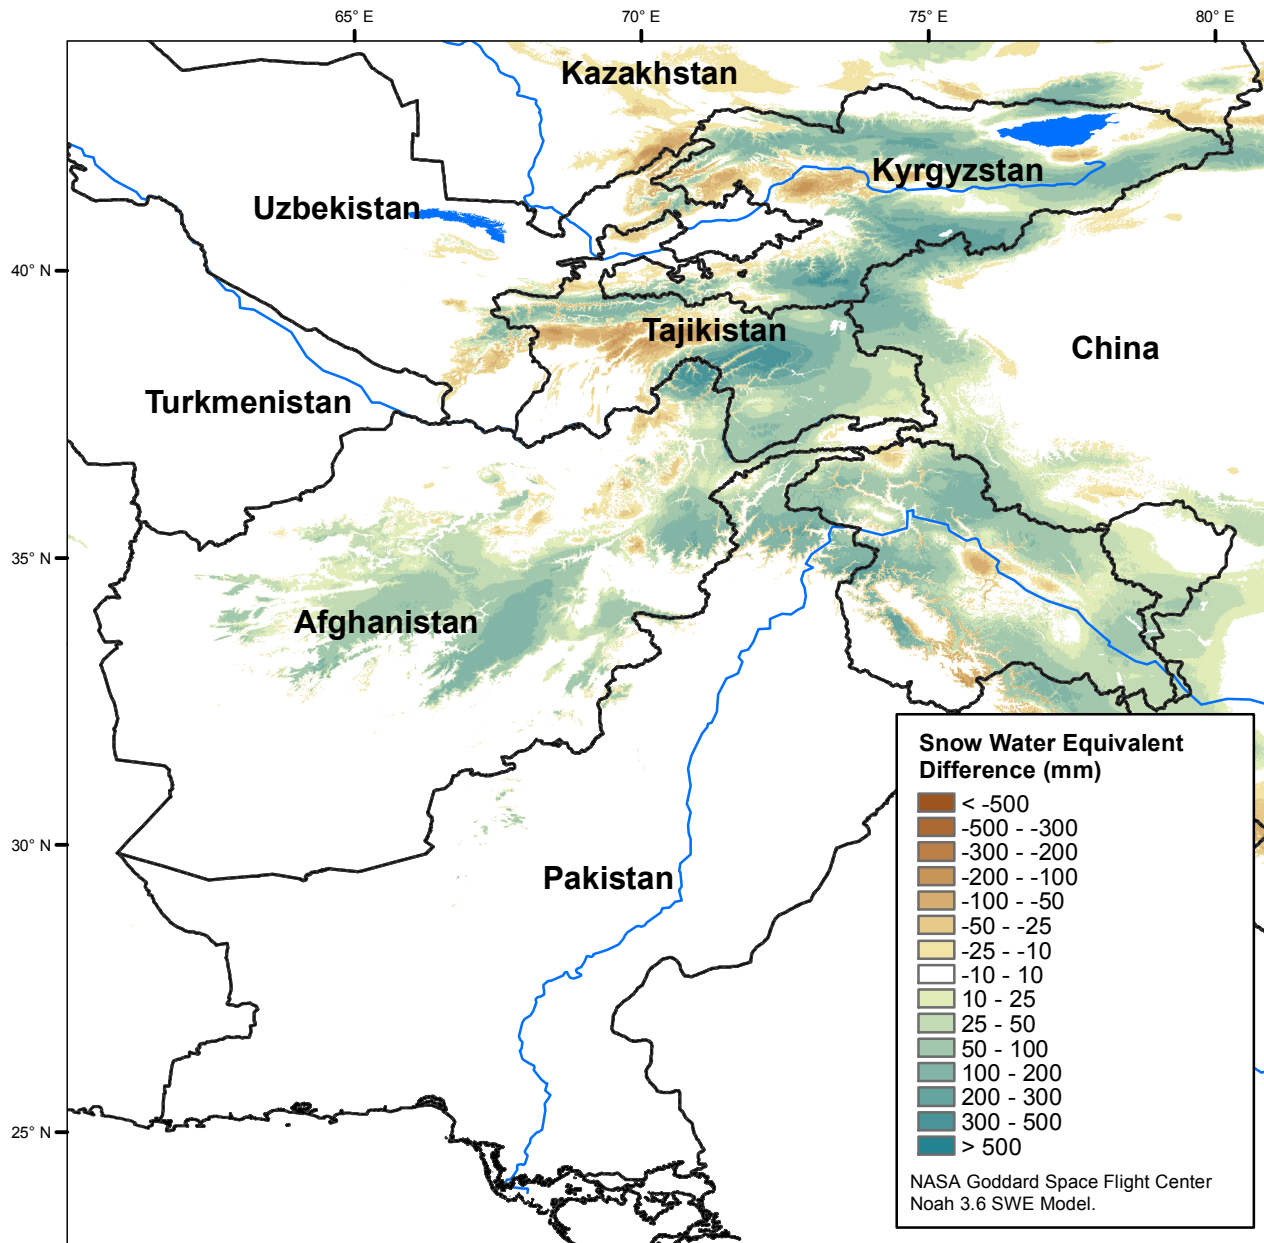 65° E
70° E
75° E
80° E
Kazakhstan
Kyrgyzstan
Uzbekistan
40° N
Tajikistan
China
Turkmenistan
35° N
Afghanistan
30° N
Pakistan
25° N
Snow Water Equivalent
Difference (mm)
< -500
-500 - -300
-300 - -200
-200 - -100
-100 - -50
-50 - -25
-25 - -10
-10 - 10
10 - 25
25 - 50
50 - 100
100 - 200
200 - 300
300 - 500
> 500
NASA Goddard Space Flight Center
Noah 3.6 SWE Model.